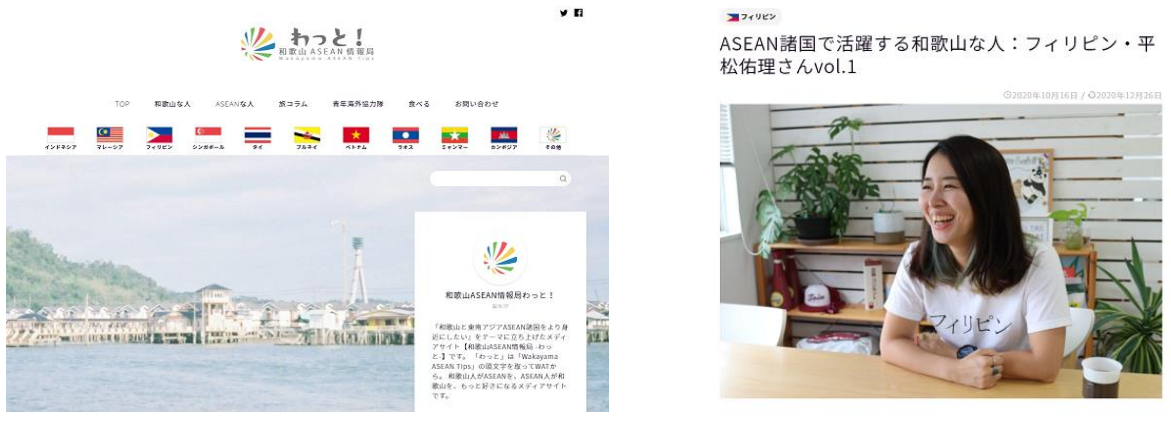 わっと!
和歌山 ASEAN 情報局
Wakayama ASEAN Tips
TOP 和歌山な人 ASEANな人 旅コラム 青年海外協力隊 食べる お問い合わせ
インドネシア マレーシア フィリピン シンガポール タイ ブルネイ ベトナム ラオス ミャンマー カンボジア その他
和歌山ASEAN情報局わっと!
「和歌山と東南アジアASEAN諸国をより身
近にしたい」をテーマに立ち上げたメディ
アサイト【和歌山ASEAN情報局 -わっ
と-】です。「わっと」は「Wakayama
ASEAN Tips」の頭文字を取ってWATか
ら。 和歌山人がASEANを、ASEAN人が和
歌山を、もっと好きになるメディアサイトで
す。
フィリピン
ASEAN諸国で活躍する和歌山な人:フィリピン・平
松佑理さんvol.1
2020年10月16日 / 2020年12月26日
フィリピン